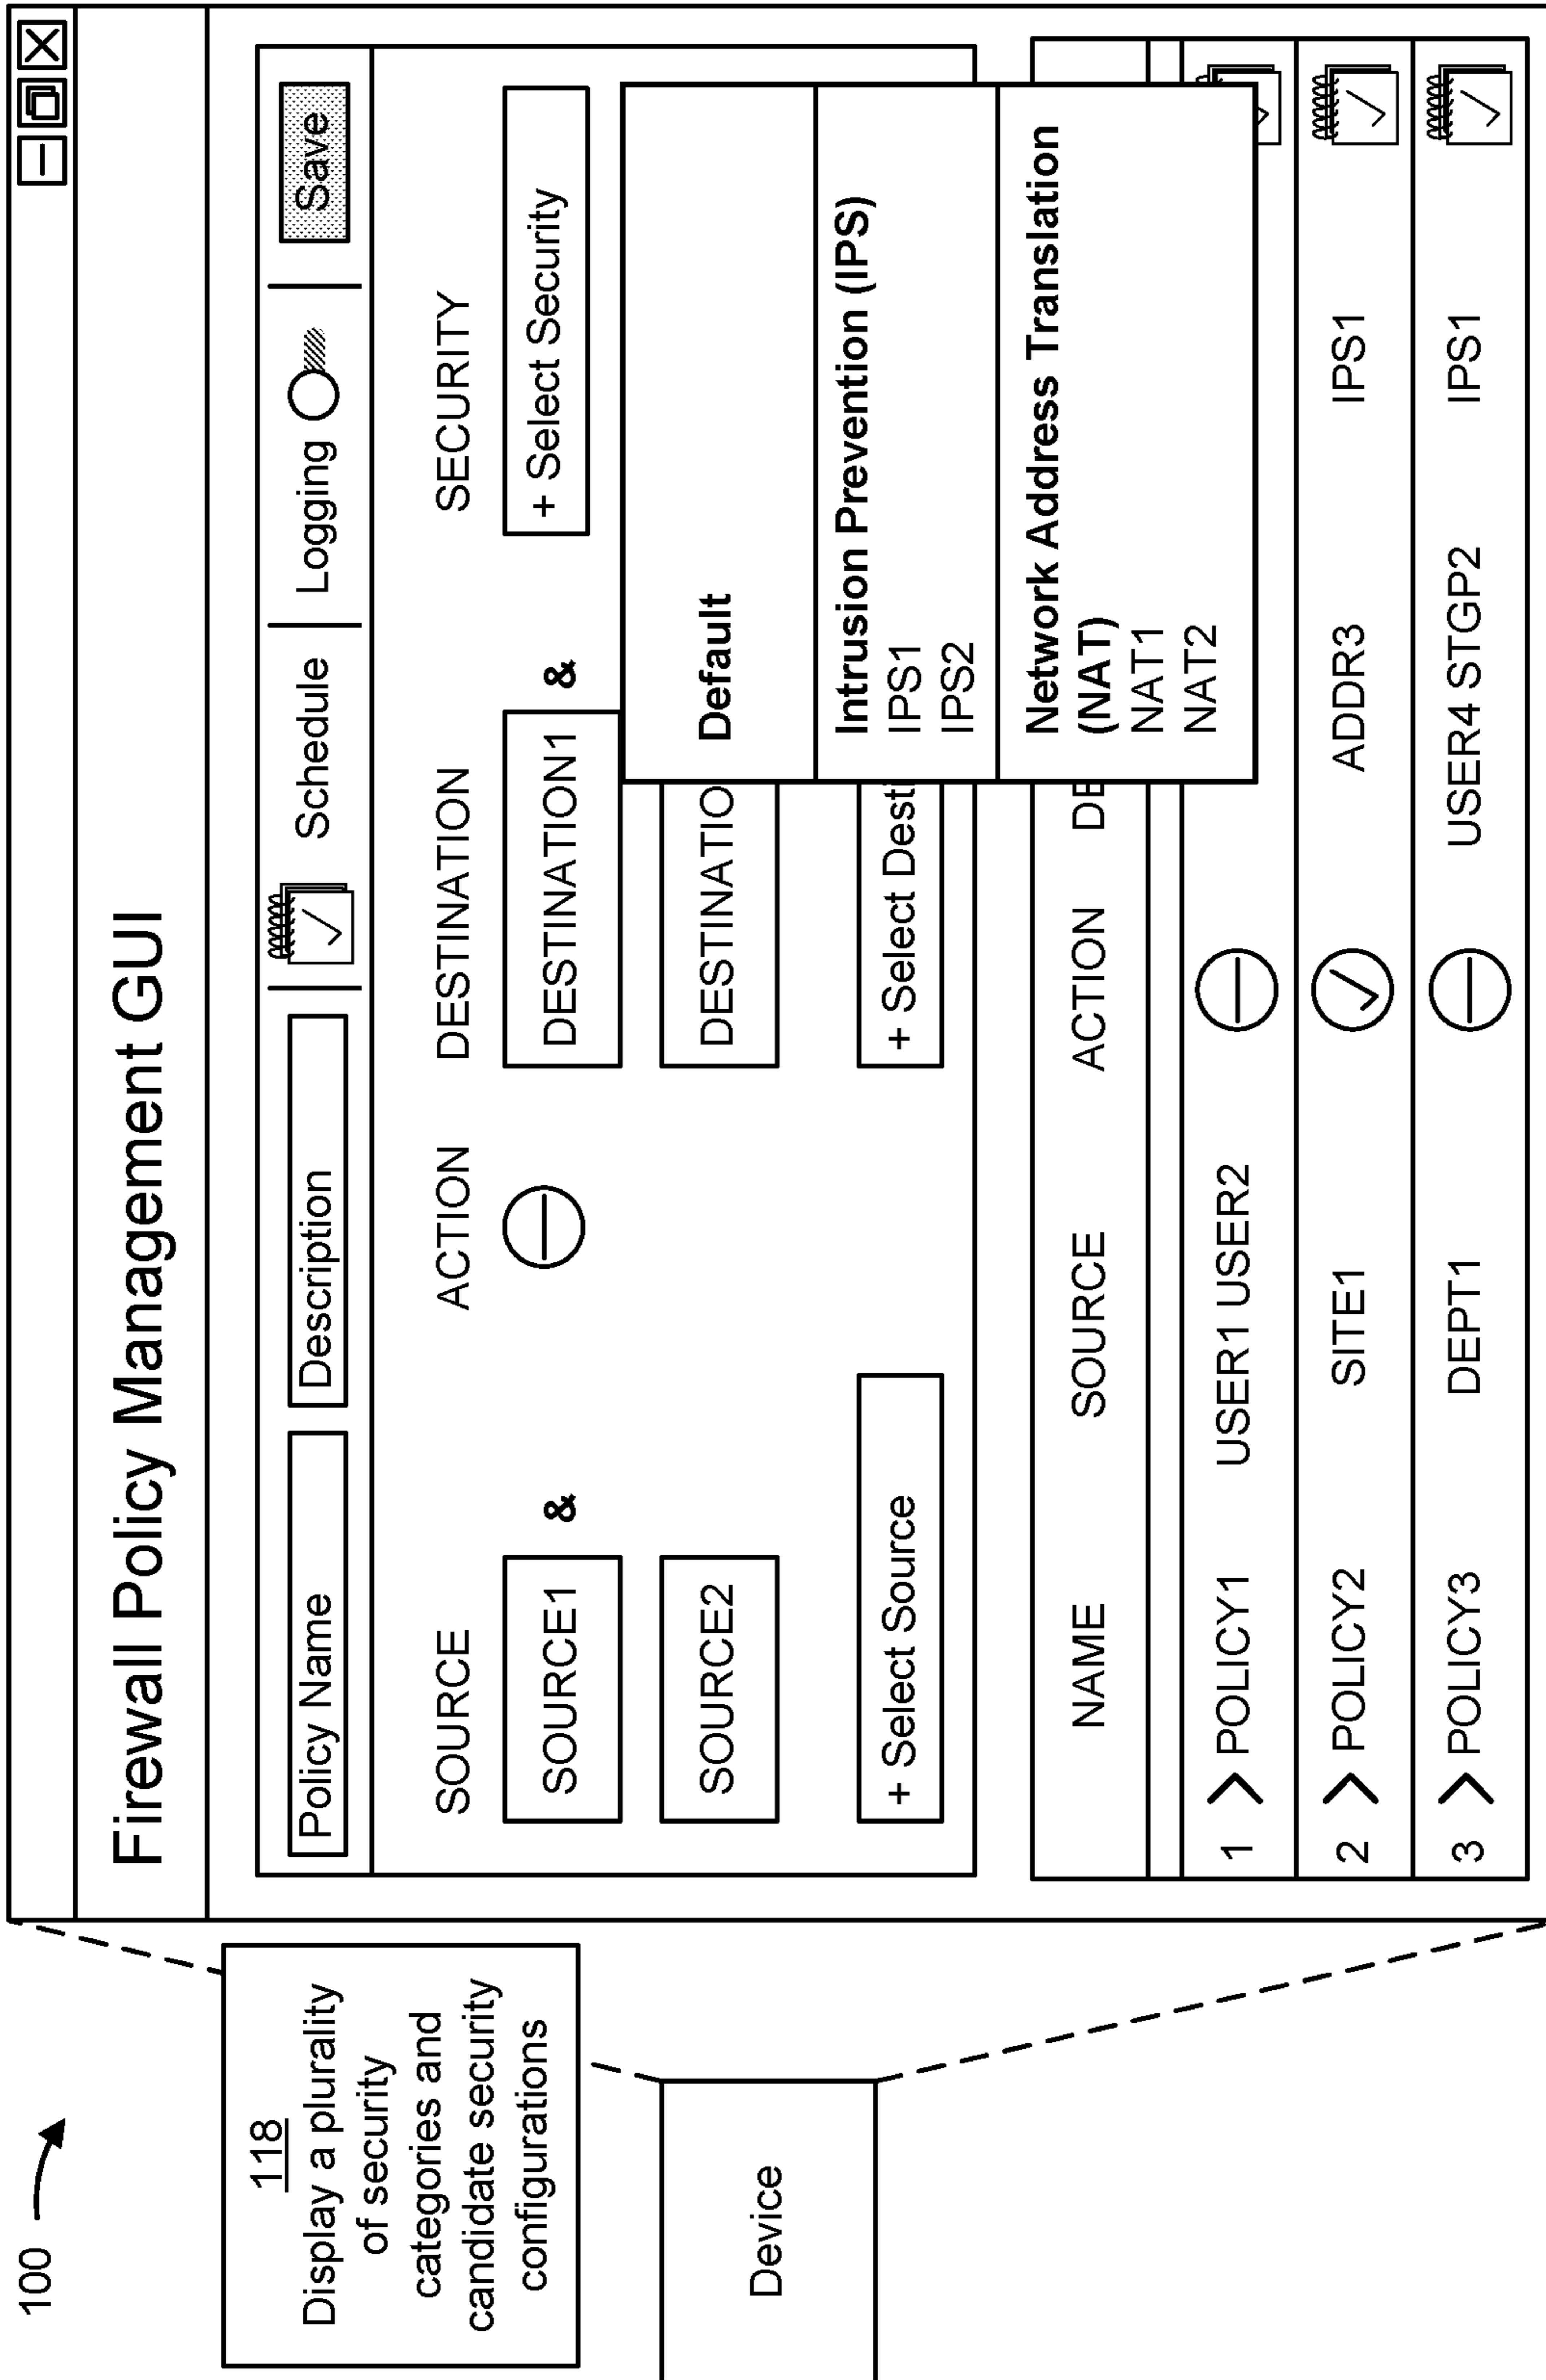 100
118
Display a plurality
of security
categories and
candidate security
configurations
Device
Firewall Policy Management GUI
Policy Name
Description
Schedule
Logging
Save
SOURCE
ACTION
DESTINATION
SECURITY
SOURCE1 &
DESTINATION1 &
+ Select Security
SOURCE2
DESTINATIO
+ Select Source
+ Select Dest
Default
Intrusion Prevention (IPS)
IPS1
IPS2
Network Address Translation
(NAT)
NAT1
NAT2
NAME SOURCE ACTION DE
1 POLICY1 USER1 USER2
2 POLICY2 SITE1 ADDR3 IPS1
3 POLICY3 DEPT1 USER4 STGP2 IPS1